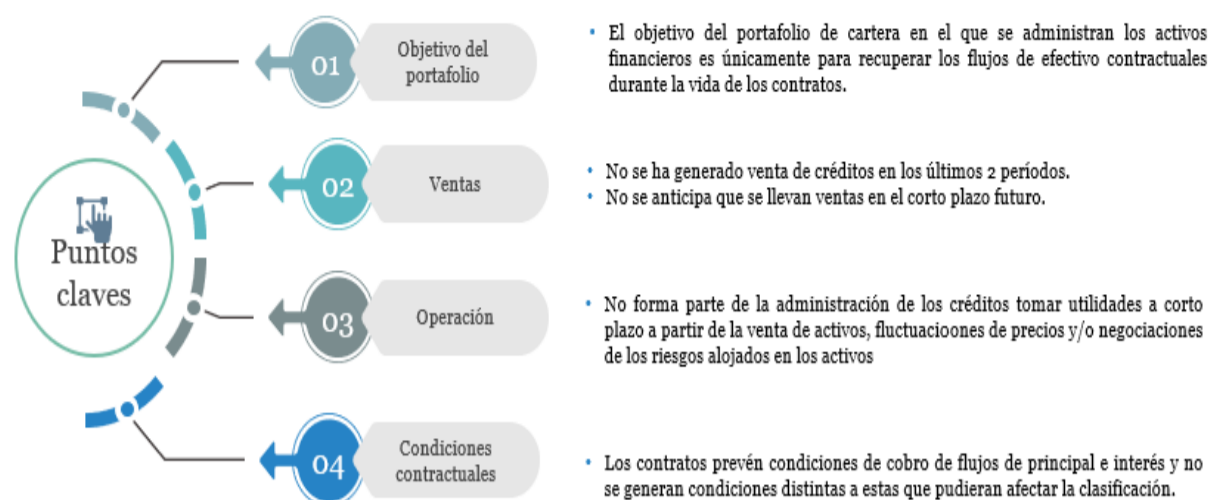 Puntos
claves
01
Objetivo del
portafolio
• El objetivo del portafolio de cartera en el que se administran los activos
financieros es únicamente para recuperar los flujos de efectivo contractuales
durante la vida de los contratos.
02
Ventas
• No se ha generado venta de créditos en los últimos 2 períodos.
• No se anticipa que se llevan ventas en el corto plazo futuro.
03
Operación
• No forma parte de la administración de los créditos tomar utilidades a corto
plazo a partir de la venta de activos, fluctuacioones de precios y/o negociaciones
de los riesgos alojados en los activos
04
Condiciones
contractuales
• Los contratos prevén condiciones de cobro de flujos de principal e interés y no
se generan condiciones distintas a estas que pudieran afectar la clasificación.